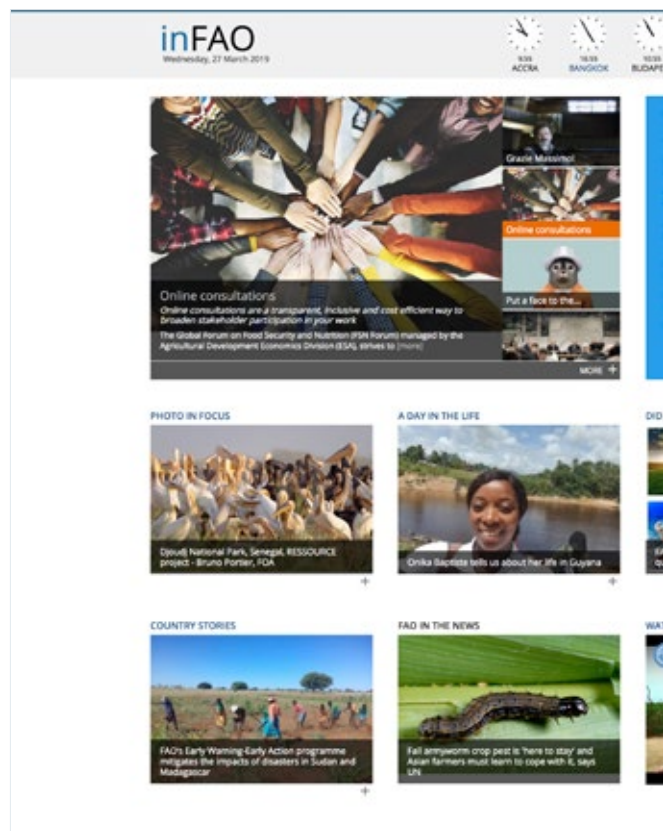 inFAO
Wednesday, 27 March 2019
ACCRA
BANGKOK
BUDAPE
Grazie Massimo!
Online consultations
Put a face to the...
Online consultations
Online consultations are a transparent, inclusive and cost efficient way to
broaden stakeholder participation in your work
The Global Forum on Food Security and Nutrition (FSN Forum) managed by the
Agricultural Development Economics Division (ESA), strives to [more]
MORE +
PHOTO IN FOCUS
A DAY IN THE LIFE
DID
Djoudj National Park, Senegal, RESSOURCE
project - Bruno Portier, FOA
Onika Baptiste tells us about her life in Guyana
COUNTRY STORIES
FAO IN THE NEWS
WAT
FAO's Early Warning-Early Action programme
mitigates the impacts of disasters in Sudan and
Madagascar
Fall armyworm crop pest is 'here to stay' and
Asian farmers must learn to cope with it, says
UN